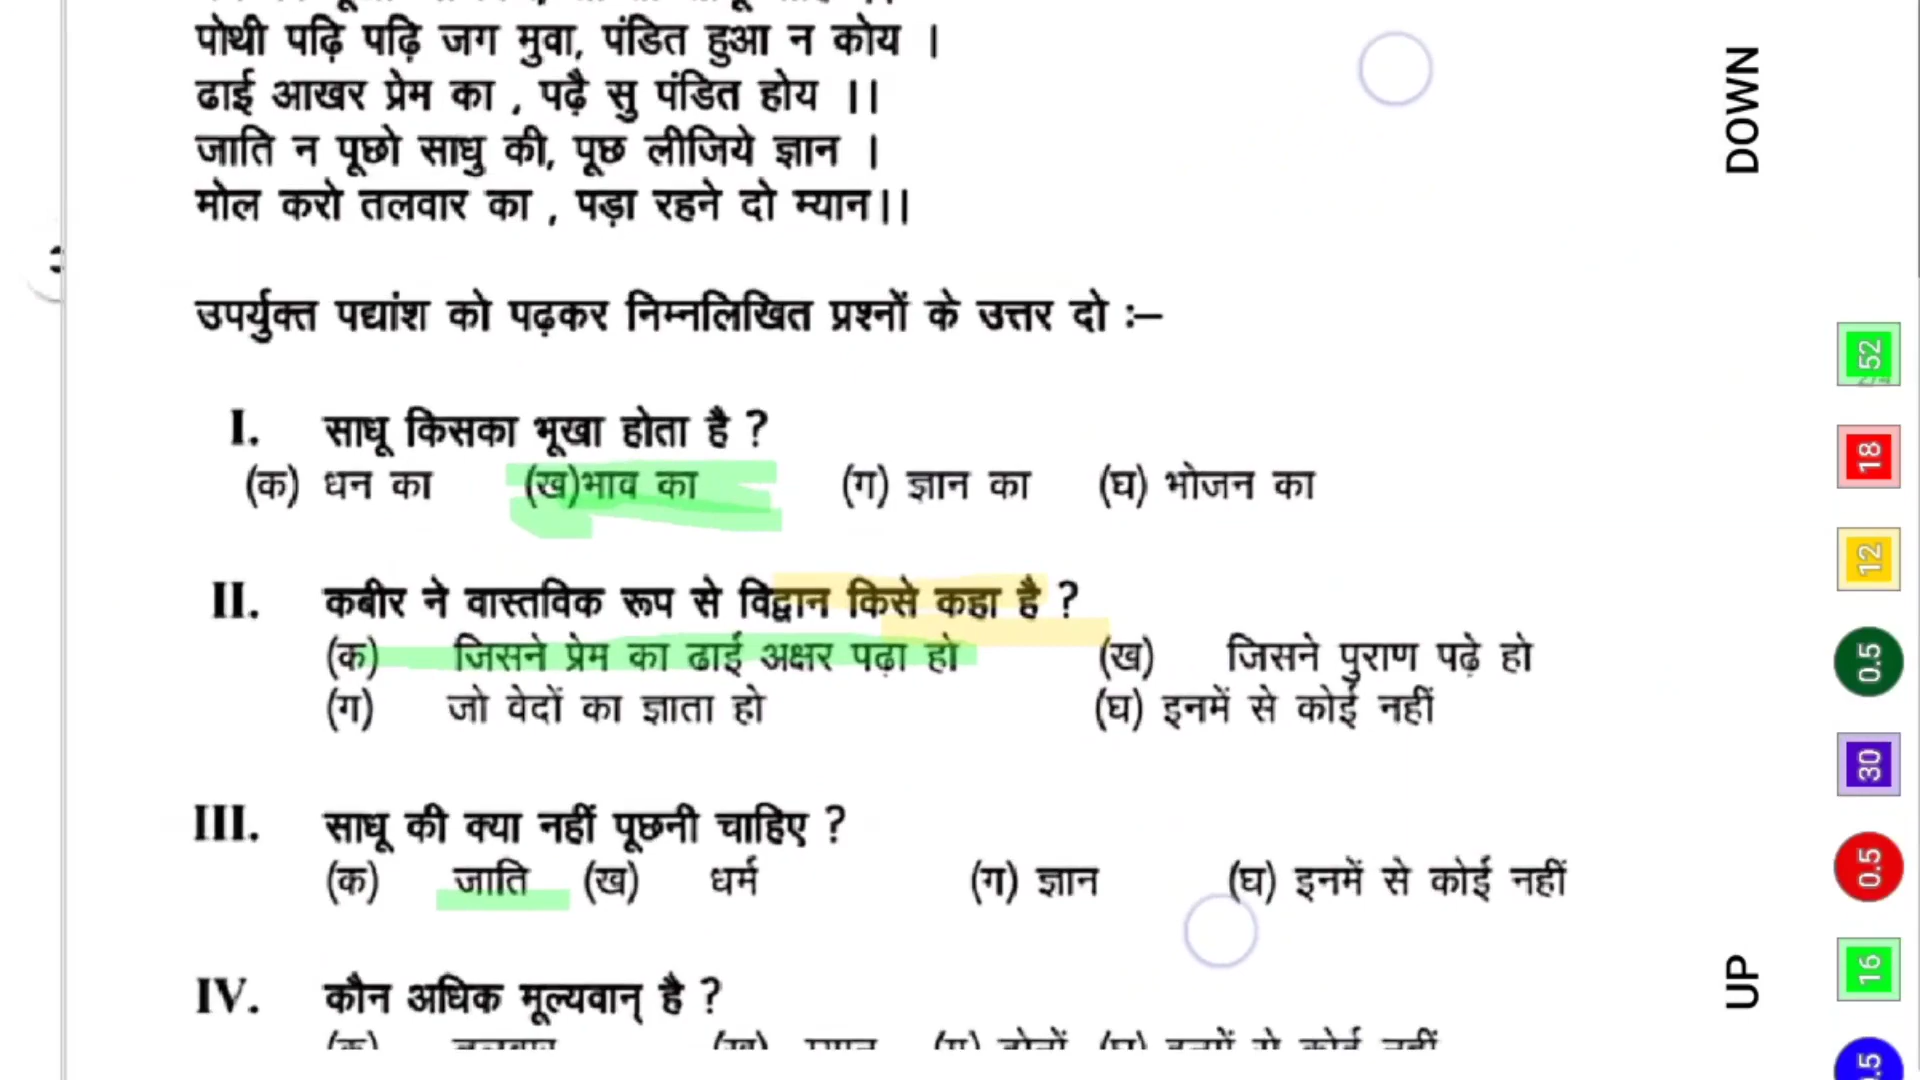 पोथी पढ़ि पढ़ि जग मुवा, पंडित हुआ न कोय ।
ढाई आखर प्रेम का , पढ़ै सु पंडित होय ।।
जाति न पूछो साधु की, पूछ लीजिये ज्ञान ।
मोल करो तलवार का , पड़ा रहने दो म्यान।।
उपर्युक्त पद्यांश को पढ़कर निम्नलिखित प्रश्नों के उत्तर दो :–
I. साधू किसका भूखा होता है ?
(क) धन का (ख)भाव का (ग) ज्ञान का (घ) भोजन का
II. कबीर ने वास्तविक रूप से विद्वान किसे कहा है ?
(क) जिसने प्रेम का ढाई अक्षर पढ़ा हो (ख) जिसने पुराण पढ़े हो
(ग) जो वेदों का ज्ञाता हो (घ) इनमें से कोई नहीं
III. साधू की क्या नहीं पूछनी चाहिए ?
(क) जाति (ख) धर्म (ग) ज्ञान (घ) इनमें से कोई नहीं
IV. कौन अधिक मूल्यवान् है ?
DOWN
UP
52
18
12
0.5
30
0.5
16